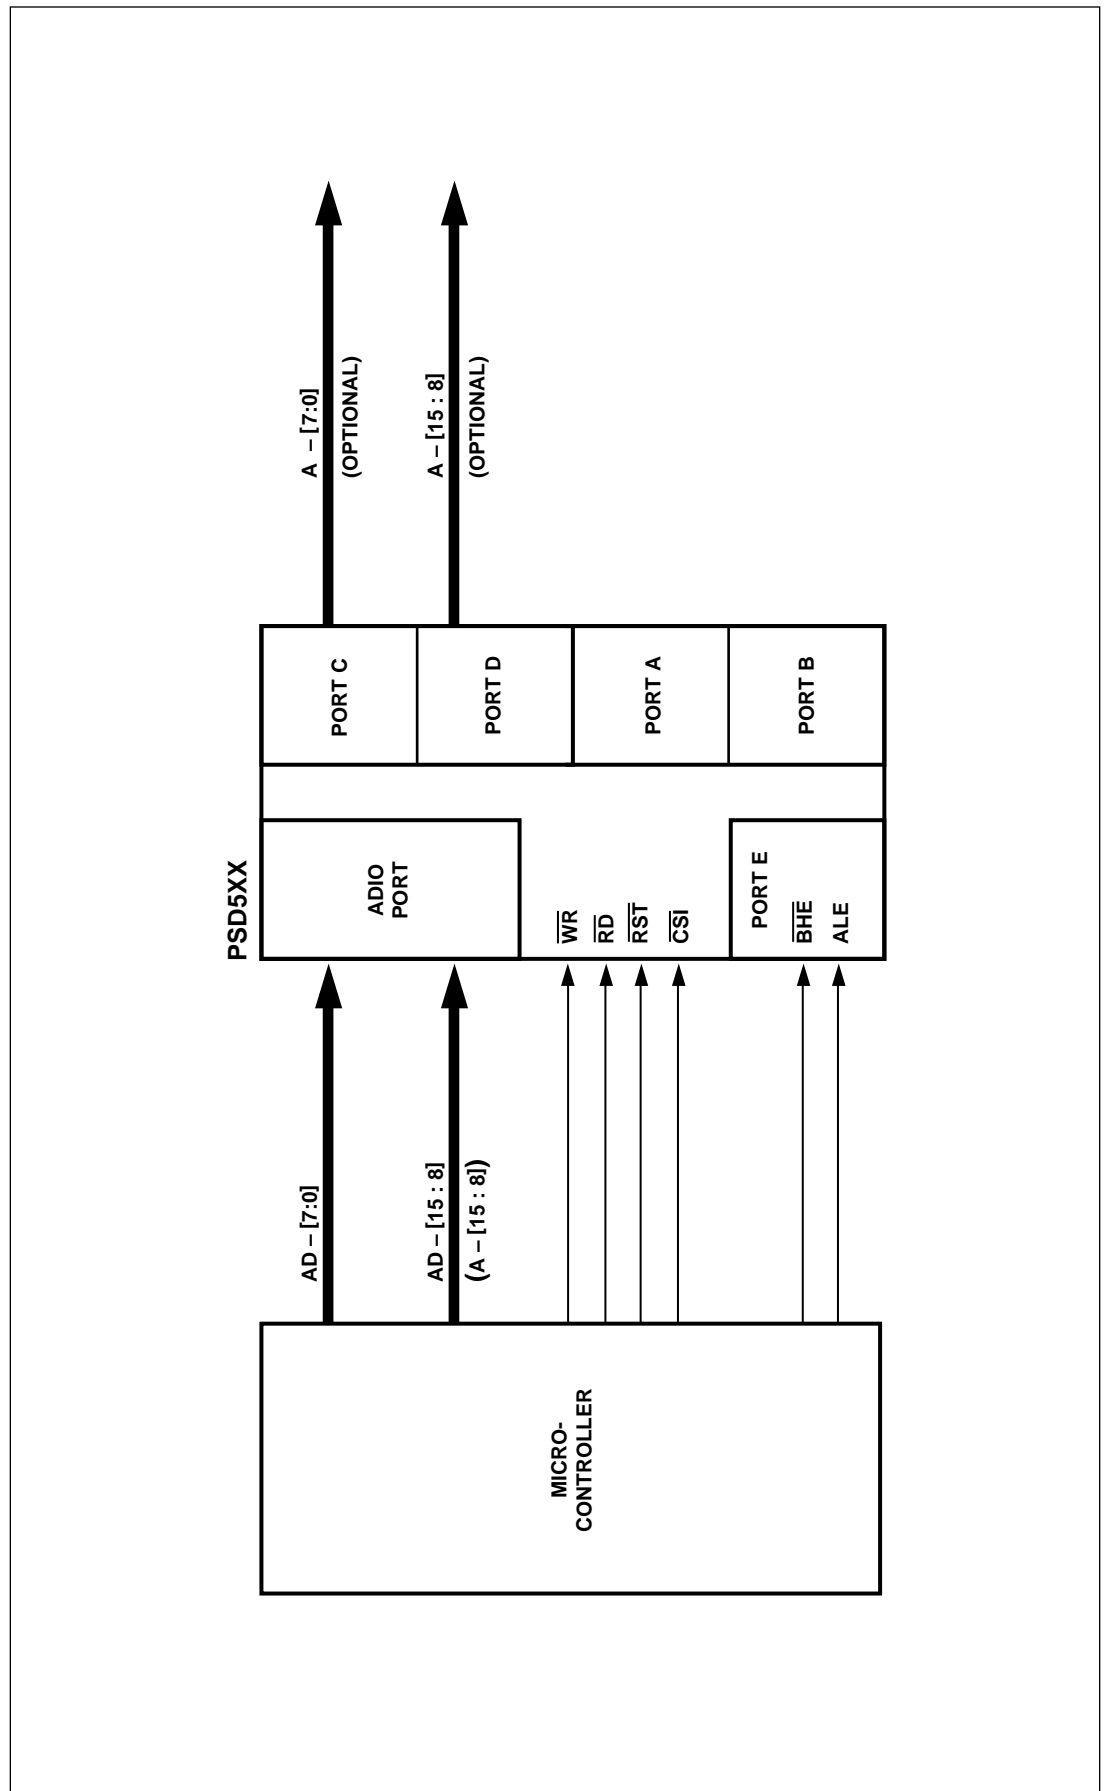 PSD5XX
MICRO-
CONTROLLER
AD – [7:0]
AD – [15 : 8]
(A – [15 : 8])
ADIO
PORT
WR
RD
RST
CSI
PORT E
BHE
ALE
PORT C
PORT D
PORT A
PORT B
A – [7:0]
(OPTIONAL)
A – [15 : 8]
(OPTIONAL)